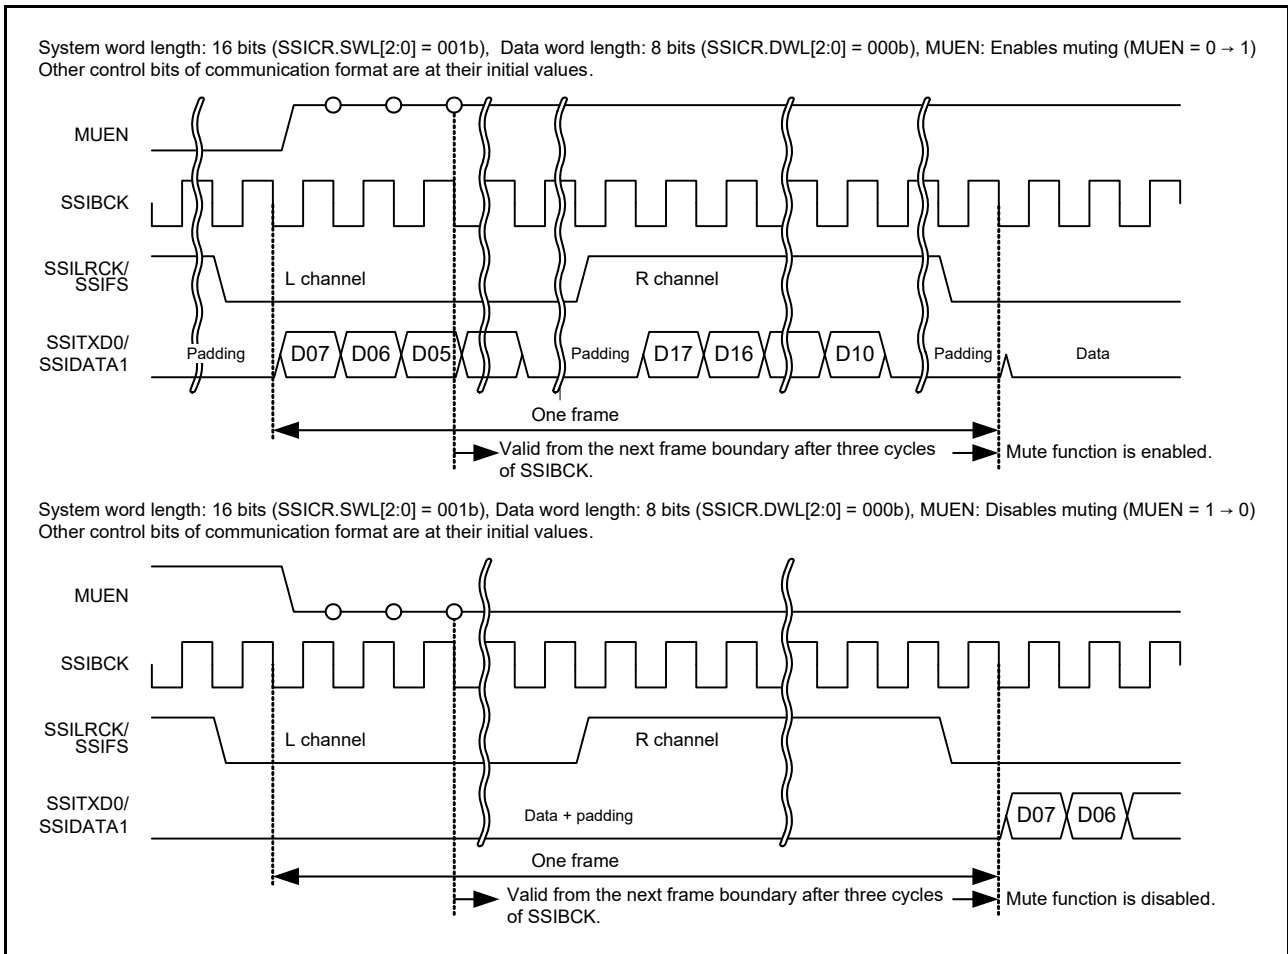 System word length: 16 bits (SSICR.SWL[2:0] = 001b), Data word length: 8 bits (SSICR.DWL[2:0] = 000b), MUEN: Enables muting (MUEN = 0 → 1)
Other control bits of communication format are at their initial values.
MUEN
SSIBCK
SSILRCK/
SSIFS
L channel
R channel
SSITXD0/
SSIDATA1
Padding
D07
D06
D05
Padding
D17
D16
D10
Padding
Data
One frame
Valid from the next frame boundary after three cycles
of SSIBCK.
Mute function is enabled.
System word length: 16 bits (SSICR.SWL[2:0] = 001b), Data word length: 8 bits (SSICR.DWL[2:0] = 000b), MUEN: Disables muting (MUEN = 1 → 0)
Other control bits of communication format are at their initial values.
MUEN
SSIBCK
SSILRCK/
SSIFS
L channel
R channel
SSITXD0/
SSIDATA1
Data + padding
D07
D06
One frame
Valid from the next frame boundary after three cycles
of SSIBCK.
Mute function is disabled.